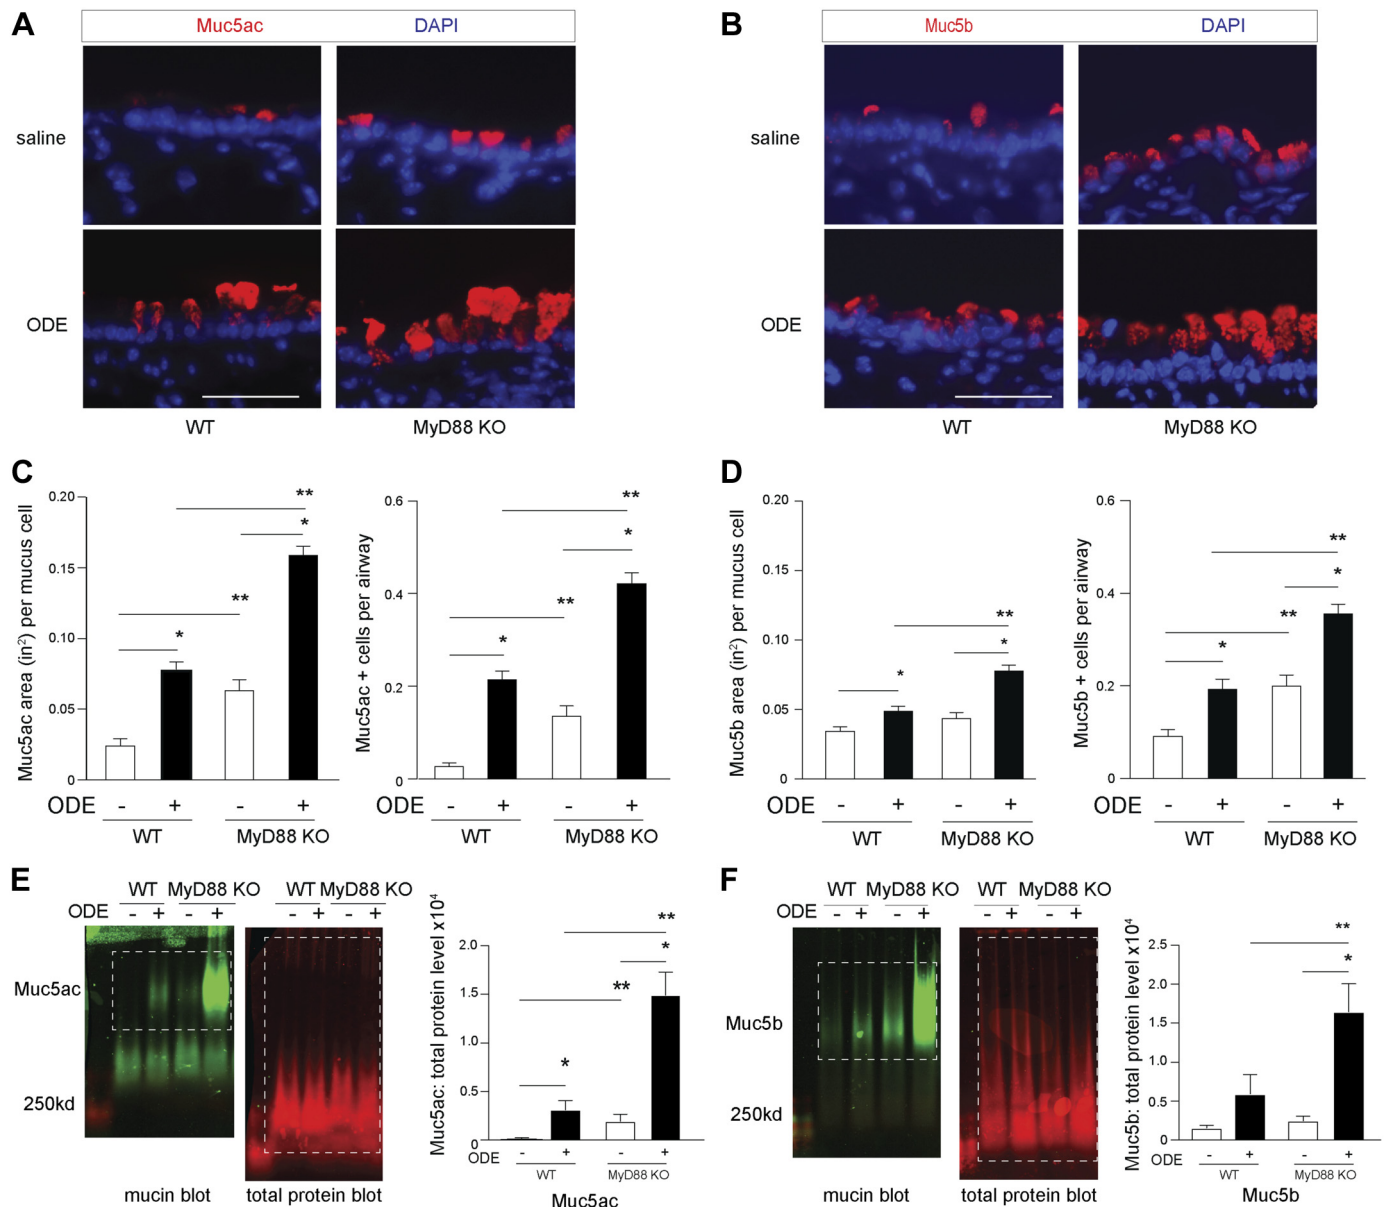 A
Muc5ac DAPI
saline
ODE
WT MyD88 KO
B
Muc5b DAPI
saline
ODE
WT MyD88 KO
C
Muc5ac area (in²) per mucus cell
0.20
0.15
0.10
0.05
0
* ** * **
ODE - + - +
WT MyD88 KO
Muc5ac + cells per airway
0.6
0.4
0.2
0
* ** * **
ODE - + - +
WT MyD88 KO
D
Muc5b area (in²) per mucus cell
0.20
0.15
0.10
0.05
0
* * **
ODE - + - +
WT MyD88 KO
Muc5b + cells per airway
0.6
0.4
0.2
0
* ** * **
ODE - + - +
WT MyD88 KO
E
WT MyD88 KO WT MyD88 KO
ODE - + - + - + - +
Muc5ac
250kd
mucin blot total protein blot
Muc5ac: total protein level x10⁴
2.0
1.5
1.0
0.5
0
* ** * **
ODE - + - +
WT MyD88 KO
Muc5ac
F
WT MyD88 KO WT MyD88 KO
ODE - + - + - + - +
Muc5b
250kd
mucin blot total protein blot
Muc5b: total protein level x10⁴
2.5
2.0
1.5
1.0
0.5
0
* **
ODE - + - +
WT MyD88 KO
Muc5b